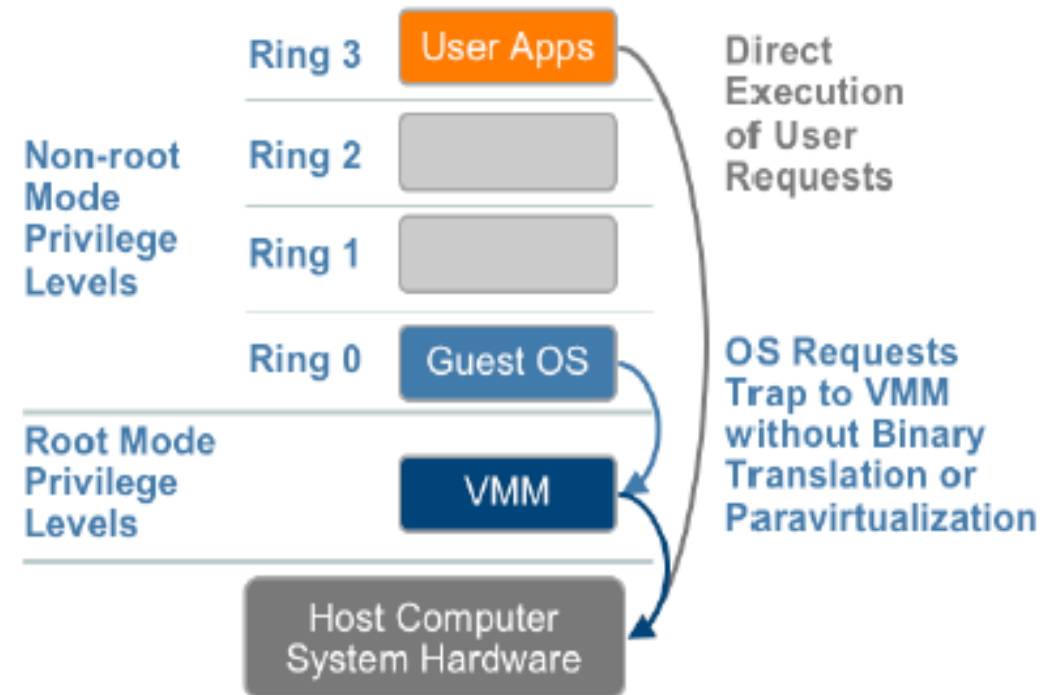 Ring 3
User Apps
Direct
Execution
of User
Requests
Non-root
Mode
Privilege
Levels
Ring 2
Ring 1
Ring 0
Guest OS
OS Requests
Trap to VMM
without Binary
Translation or
Paravirtualization
Root Mode
Privilege
Levels
VMM
Host Computer
System Hardware